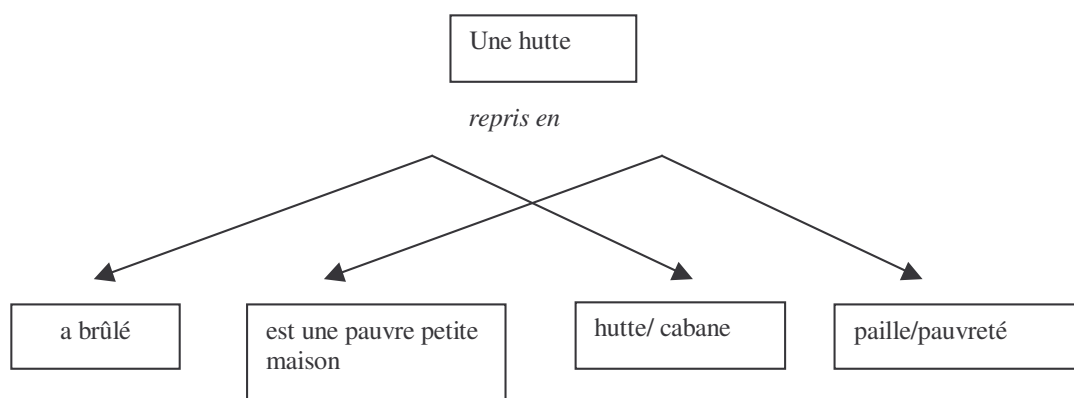 Une hutte
repris en
a brûlé
est une pauvre petite
maison
hutte/ cabane
paille/pauvreté